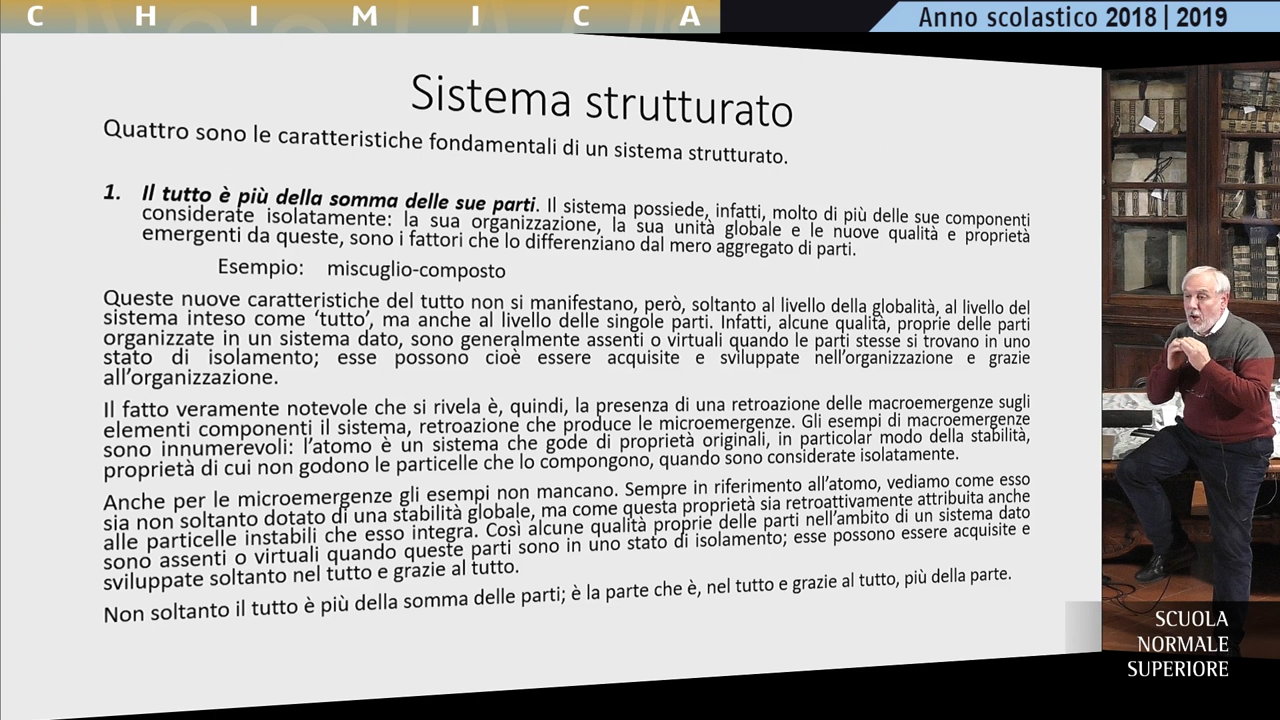 C H I M I C A
Anno scolastico 2018 | 2019
Sistema strutturato
Quattro sono le caratteristiche fondamentali di un sistema strutturato.
1. Il tutto è più della somma delle sue parti. Il sistema possiede, infatti, molto di più delle sue componenti
considerate isolatamente: la sua organizzazione, la sua unità globale e le nuove qualità e proprietà
emergenti da queste, sono i fattori che lo differenziano dal mero aggregato di parti.
Esempio: miscuglio-composto
Queste nuove caratteristiche del tutto non si manifestano, però, soltanto al livello della globalità, al livello del
sistema inteso come ‘tutto’, ma anche al livello delle singole parti. Infatti, alcune qualità, proprie delle parti
organizzate in un sistema dato, sono generalmente assenti o virtuali quando le parti stesse si trovano in uno
stato di isolamento; esse possono cioè essere acquisite e sviluppate nell’organizzazione e grazie
all’organizzazione.
Il fatto veramente notevole che si rivela è, quindi, la presenza di una retroazione delle macroemergenze sugli
elementi componenti il sistema, retroazione che produce le microemergenze. Gli esempi di macroemergenze
sono innumerevoli: l’atomo è un sistema che gode di proprietà originali, in particolar modo della stabilità,
proprietà di cui non godono le particelle che lo compongono, quando sono considerate isolatamente.
Anche per le microemergenze gli esempi non mancano. Sempre in riferimento all’atomo, vediamo come esso
sia non soltanto dotato di una stabilità globale, ma come questa proprietà sia retroattivamente attribuita anche
alle particelle instabili che esso integra. Così alcune qualità proprie delle parti nell’ambito di un sistema dato
sono assenti o virtuali quando queste parti sono in uno stato di isolamento; esse possono essere acquisite e
sviluppate soltanto nel tutto e grazie al tutto.
Non soltanto il tutto è più della somma delle parti; è la parte che è, nel tutto e grazie al tutto, più della parte.
SCUOLA
NORMALE
SUPERIORE